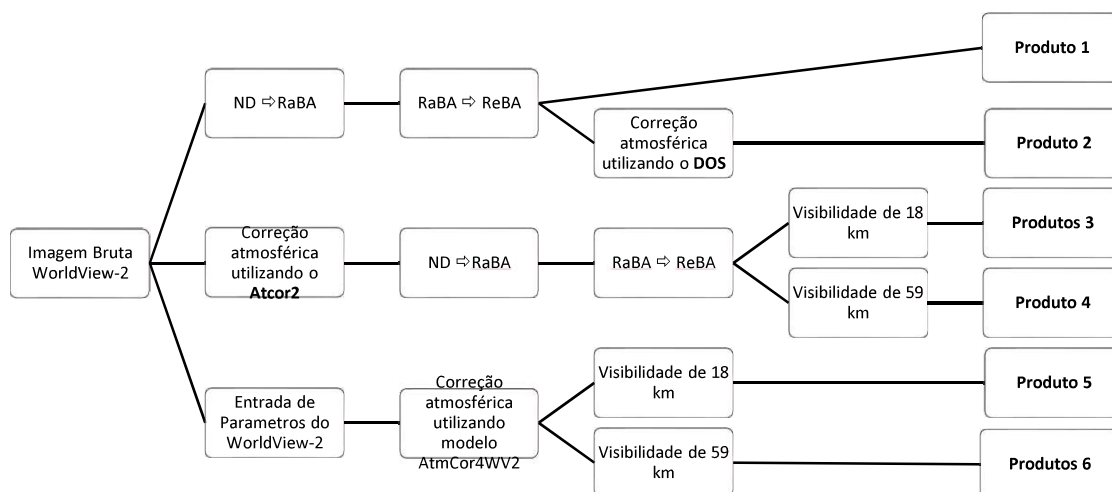 Produto 1
ND ⇨RaBA
RaBA ⇨ ReBA
Correção
atmosférica
utilizando o DOS
Produto 2
Imagem Bruta
WorldView-2
Correção
atmosférica
utilizando o
Atcor2
ND ⇨RaBA
RaBA ⇨ ReBA
Visibilidade de 18
km
Produtos 3
Visibilidade de 59
km
Produto 4
Entrada de
Parametros do
WorldView-2
Correção
atmosférica
utilizando
modelo
AtmCor4WV2
Visibilidade de 18
km
Produto 5
Visibilidade de 59
km
Produtos 6